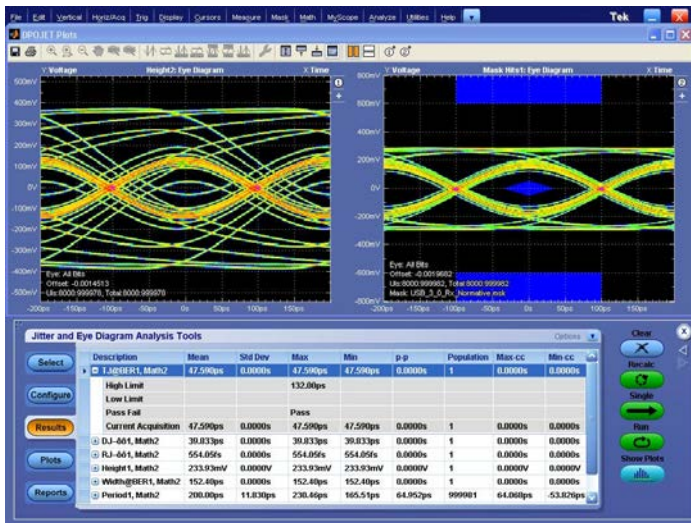 File Edit Vertical Horiz/Acq Trig Display Cursors Measure Mask Math MyScope Analyze Utilities Help Tek
DPOJET Plots
Y: Voltage Height2: Eye Diagram X: Time
500mV
400mV
300mV
200mV
100mV
0V
-100mV
-200mV
-300mV
-400mV
-500mV
Eye: All Bits
Offset: -0.0014513
UIs:8000:999978, Total:8000:999978
-200ps -150ps -100ps -50ps 0s 50ps 100ps 150ps 200ps
Y: Voltage Mask Hits1: Eye Diagram X: Time
800mV
600mV
400mV
200mV
0V
-200mV
-400mV
-600mV
-800mV
Eye: All Bits
Offset: -0.0019682
UIs:8000:999982, Total:8000:999982
Mask: USB_3_0_Rx_Normative.msk
-200ps -150ps -100ps -50ps 0s 50ps 100ps 150ps 200ps
Jitter and Eye Diagram Analysis Tools Options
Select
Configure
Results
Plots
Reports
Description Mean Std Dev Max Min p-p Population Max-cc Min-cc
TJ@BER1, Math2 47.590ps 0.0000s 47.590ps 47.590ps 0.0000s 1 0.0000s 0.0000s
High Limit 132.00ps
Low Limit
Pass Fail Pass
Current Acquisition 47.590ps 0.0000s 47.590ps 47.590ps 0.0000s 1 0.0000s 0.0000s
DJ-δδ1, Math2 39.833ps 0.0000s 39.833ps 39.833ps 0.0000s 1 0.0000s 0.0000s
RJ-δδ1, Math2 554.05fs 0.0000s 554.05fs 554.05fs 0.0000s 1 0.0000s 0.0000s
Height1, Math2 233.93mV 0.0000V 233.93mV 233.93mV 0.0000V 1 0.0000V 0.0000V
Width@BER1, Math2 152.40ps 0.0000s 152.40ps 152.40ps 0.0000s 1 0.0000s 0.0000s
Period1, Math2 200.00ps 11.830ps 230.46ps 165.51ps 64.952ps 999981 64.068ps -53.826ps
Clear
Recalc
Single
Run
Show Plots